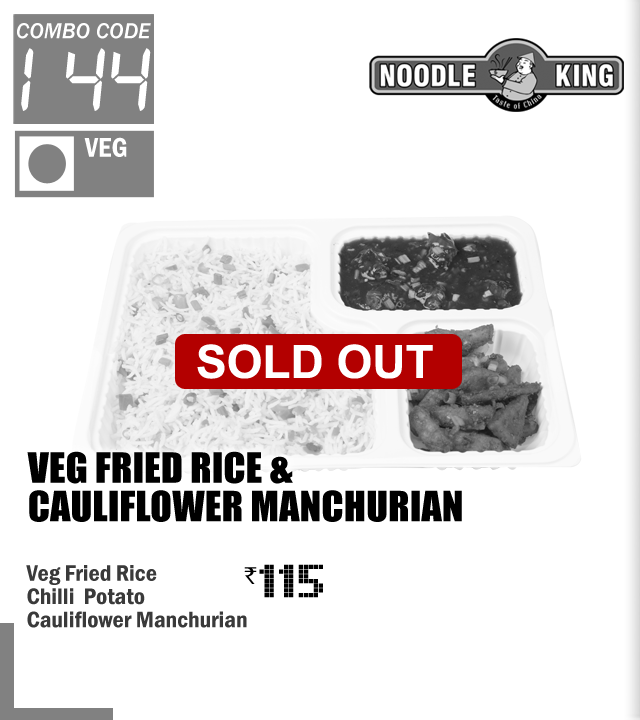 COMBO CODE
144
VEG
NOODLE KING
Taste of China
SOLD OUT
VEG FRIED RICE &
CAULIFLOWER MANCHURIAN
Veg Fried Rice
Chilli Potato
Cauliflower Manchurian
₹115